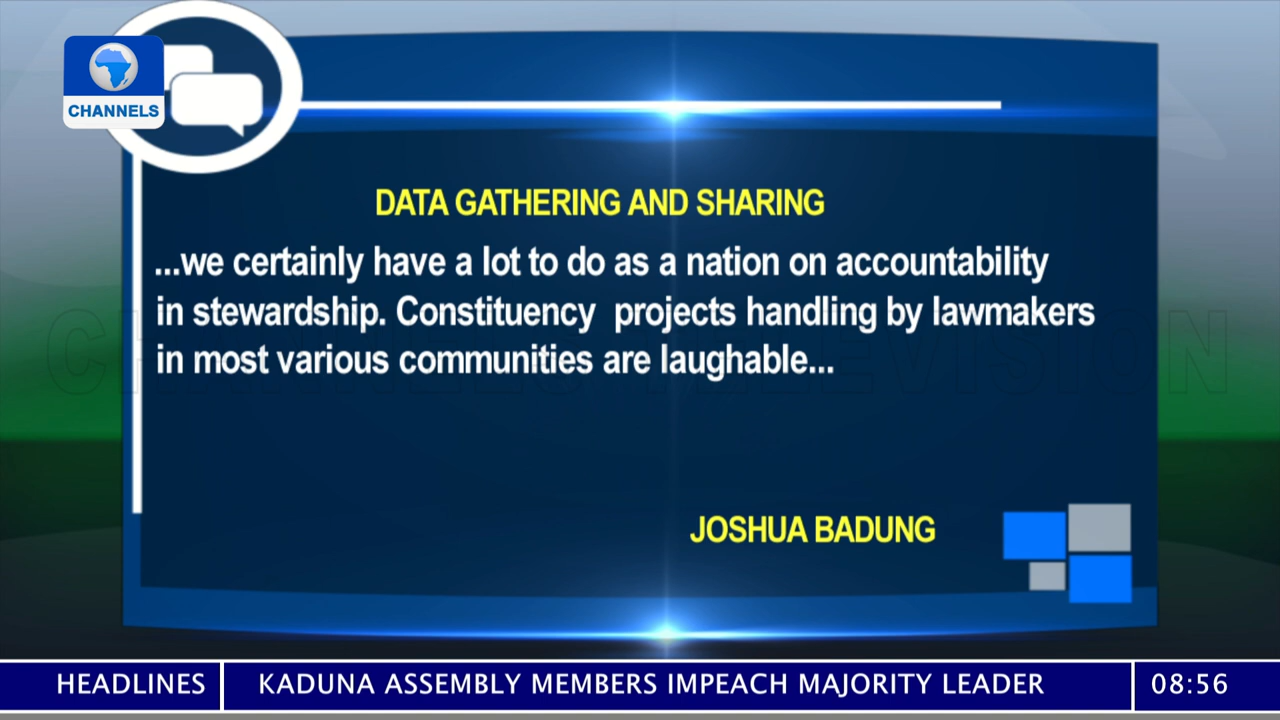 CHANNELS
DATA GATHERING AND SHARING
...we certainly have a lot to do as a nation on accountability
in stewardship. Constituency projects handling by lawmakers
in most various communities are laughable...
CHANNELS TELEVISION
JOSHUA BADUNG
HEADLINES
KADUNA ASSEMBLY MEMBERS IMPEACH MAJORITY LEADER
08:56